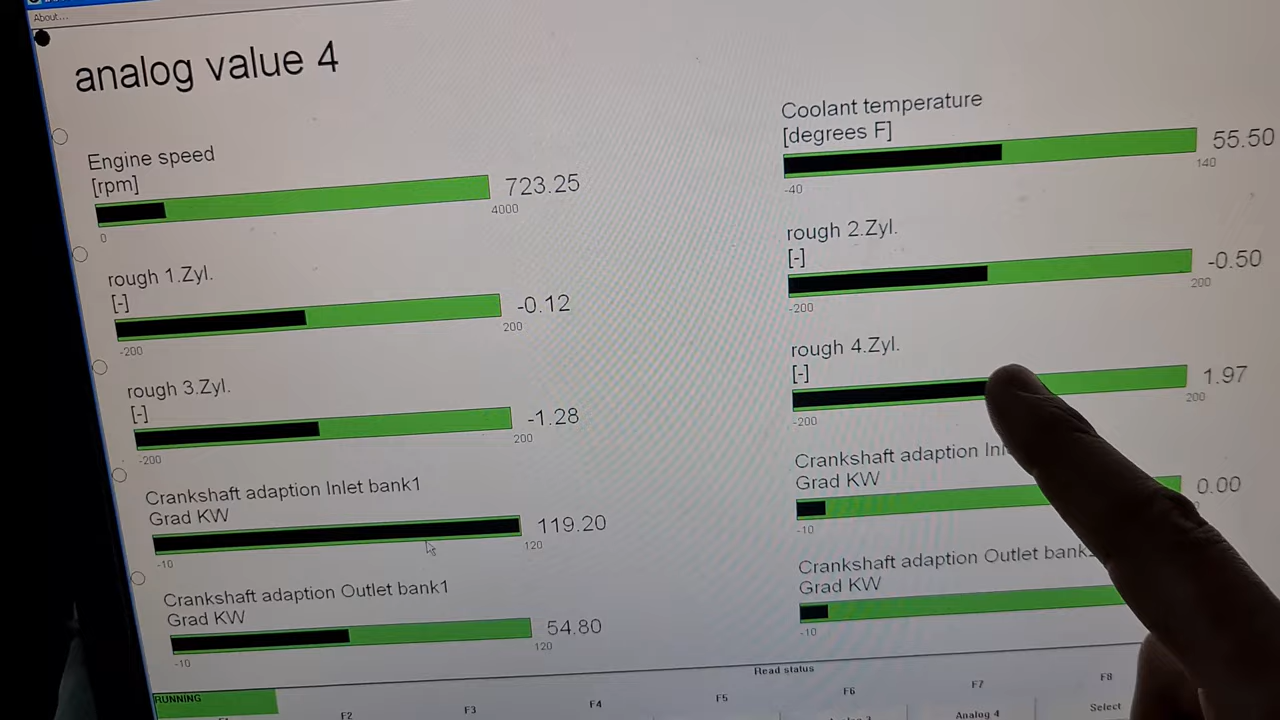 About...
analog value 4
Engine speed
[rpm]
723.25
0
4000
Coolant temperature
[degrees F]
55.50
-40
140
rough 1.Zyl.
[-]
-0.12
-200
200
rough 2.Zyl.
[-]
-0.50
-200
200
rough 3.Zyl.
[-]
-1.28
-200
200
rough 4.Zyl.
[-]
1.97
-200
200
Crankshaft adaption Inlet bank1
Grad KW
119.20
-10
120
Crankshaft adaption
Grad KW
0.00
-10
Crankshaft adaption Outlet bank1
Grad KW
54.80
-10
120
Crankshaft adaption Outlet
Grad KW
-10
RUNNING
Read status
F2
F3
F4
F5
F6
F7
F8
Analog 4
Select